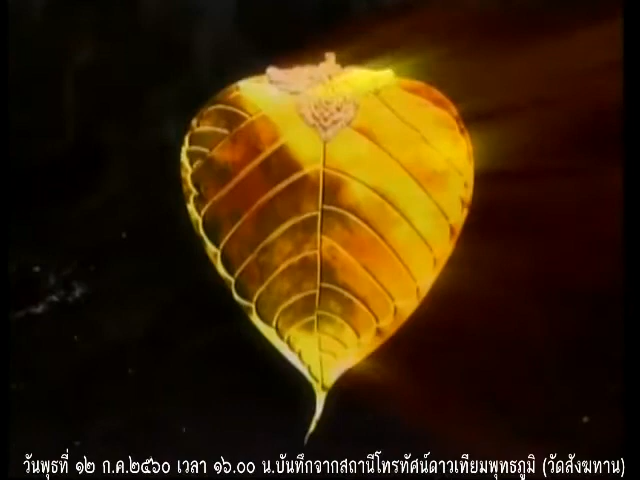 วันพุธที่ ๑๒ ก.ค.๒๕๖๐ เวลา ๑๖.๐๐ น.บันทึกจากสถานีโทรทัศน์ดาวเทียมพุทธภูมิ (วัดสังฆทาน)